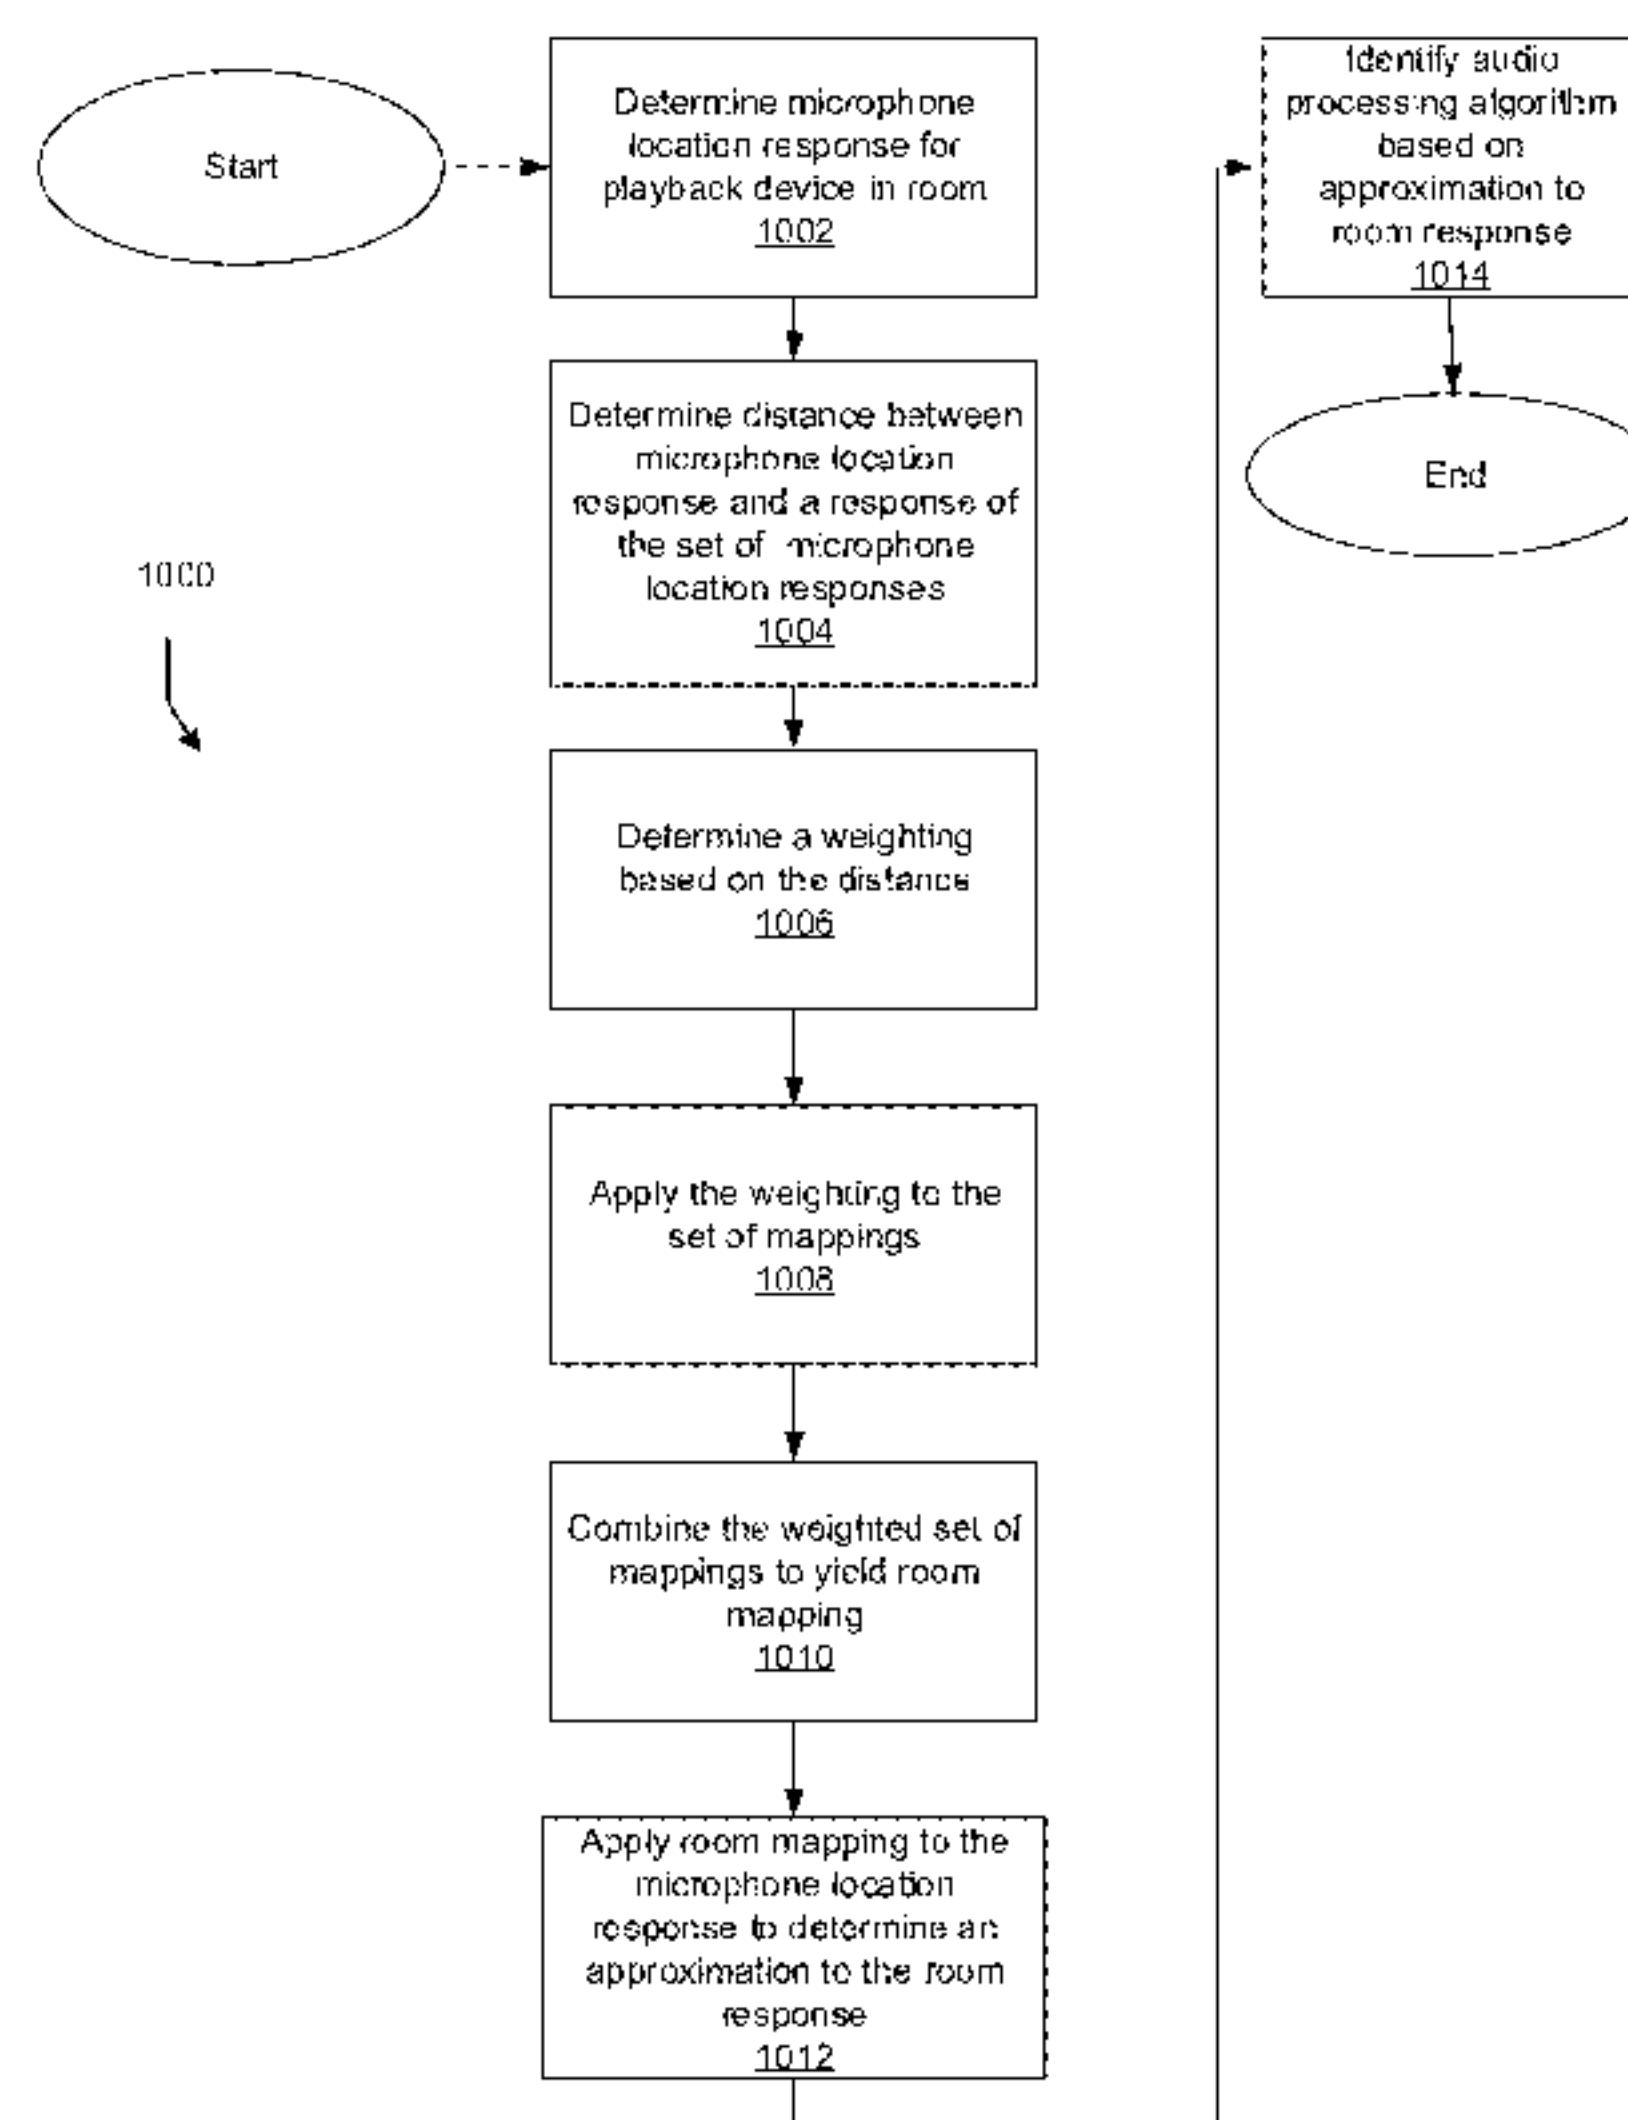 Start
Determine microphone
location response for
playback device in room
1002
Determine distance between
microphone location
response and a response of
the set of microphone
location responses
1004
1000
Determine a weighting
based on the distance
1006
Apply the weighting to the
set of mappings
1008
Combine the weighted set of
mappings to yield room
mapping
1010
Apply room mapping to the
microphone location
response to determine an
approximation to the room
response
1012
Identify audio
processing algorithm
based on
approximation to
room response
1014
End